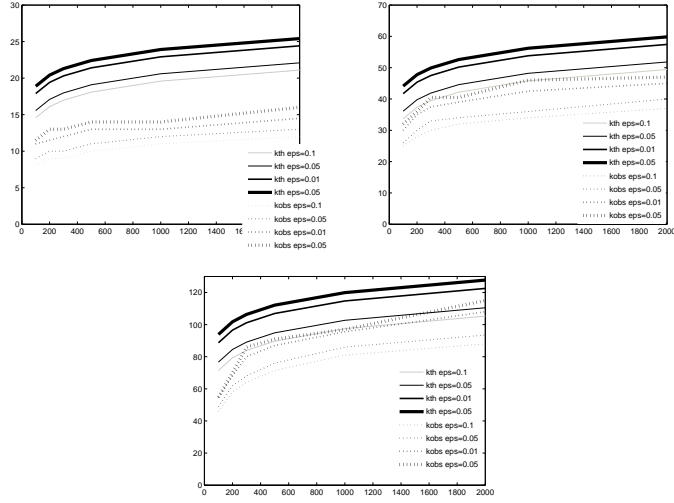 30
25
20
15
10
5
0
0 200 400 600 800 1000 1200 1400
kth eps=0.1
kth eps=0.05
kth eps=0.01
kth eps=0.05
kobs eps=0.1
kobs eps=0.05
kobs eps=0.01
kobs eps=0.05
70
60
50
40
30
20
10
0
0 200 400 600 800 1000 1200 1400 1600 1800
kth eps=0.1
kth eps=0.05
kth eps=0.01
kth eps=0.05
kobs eps=0.1
kobs eps=0.05
kobs eps=0.01
kobs eps=0.05
120
100
80
60
40
20
0
0 200 400 600 800 1000 1200 1400 1600 1800 2000
kth eps=0.1
kth eps=0.05
kth eps=0.01
kth eps=0.05
kobs eps=0.1
kobs eps=0.05
kobs eps=0.01
kobs eps=0.05